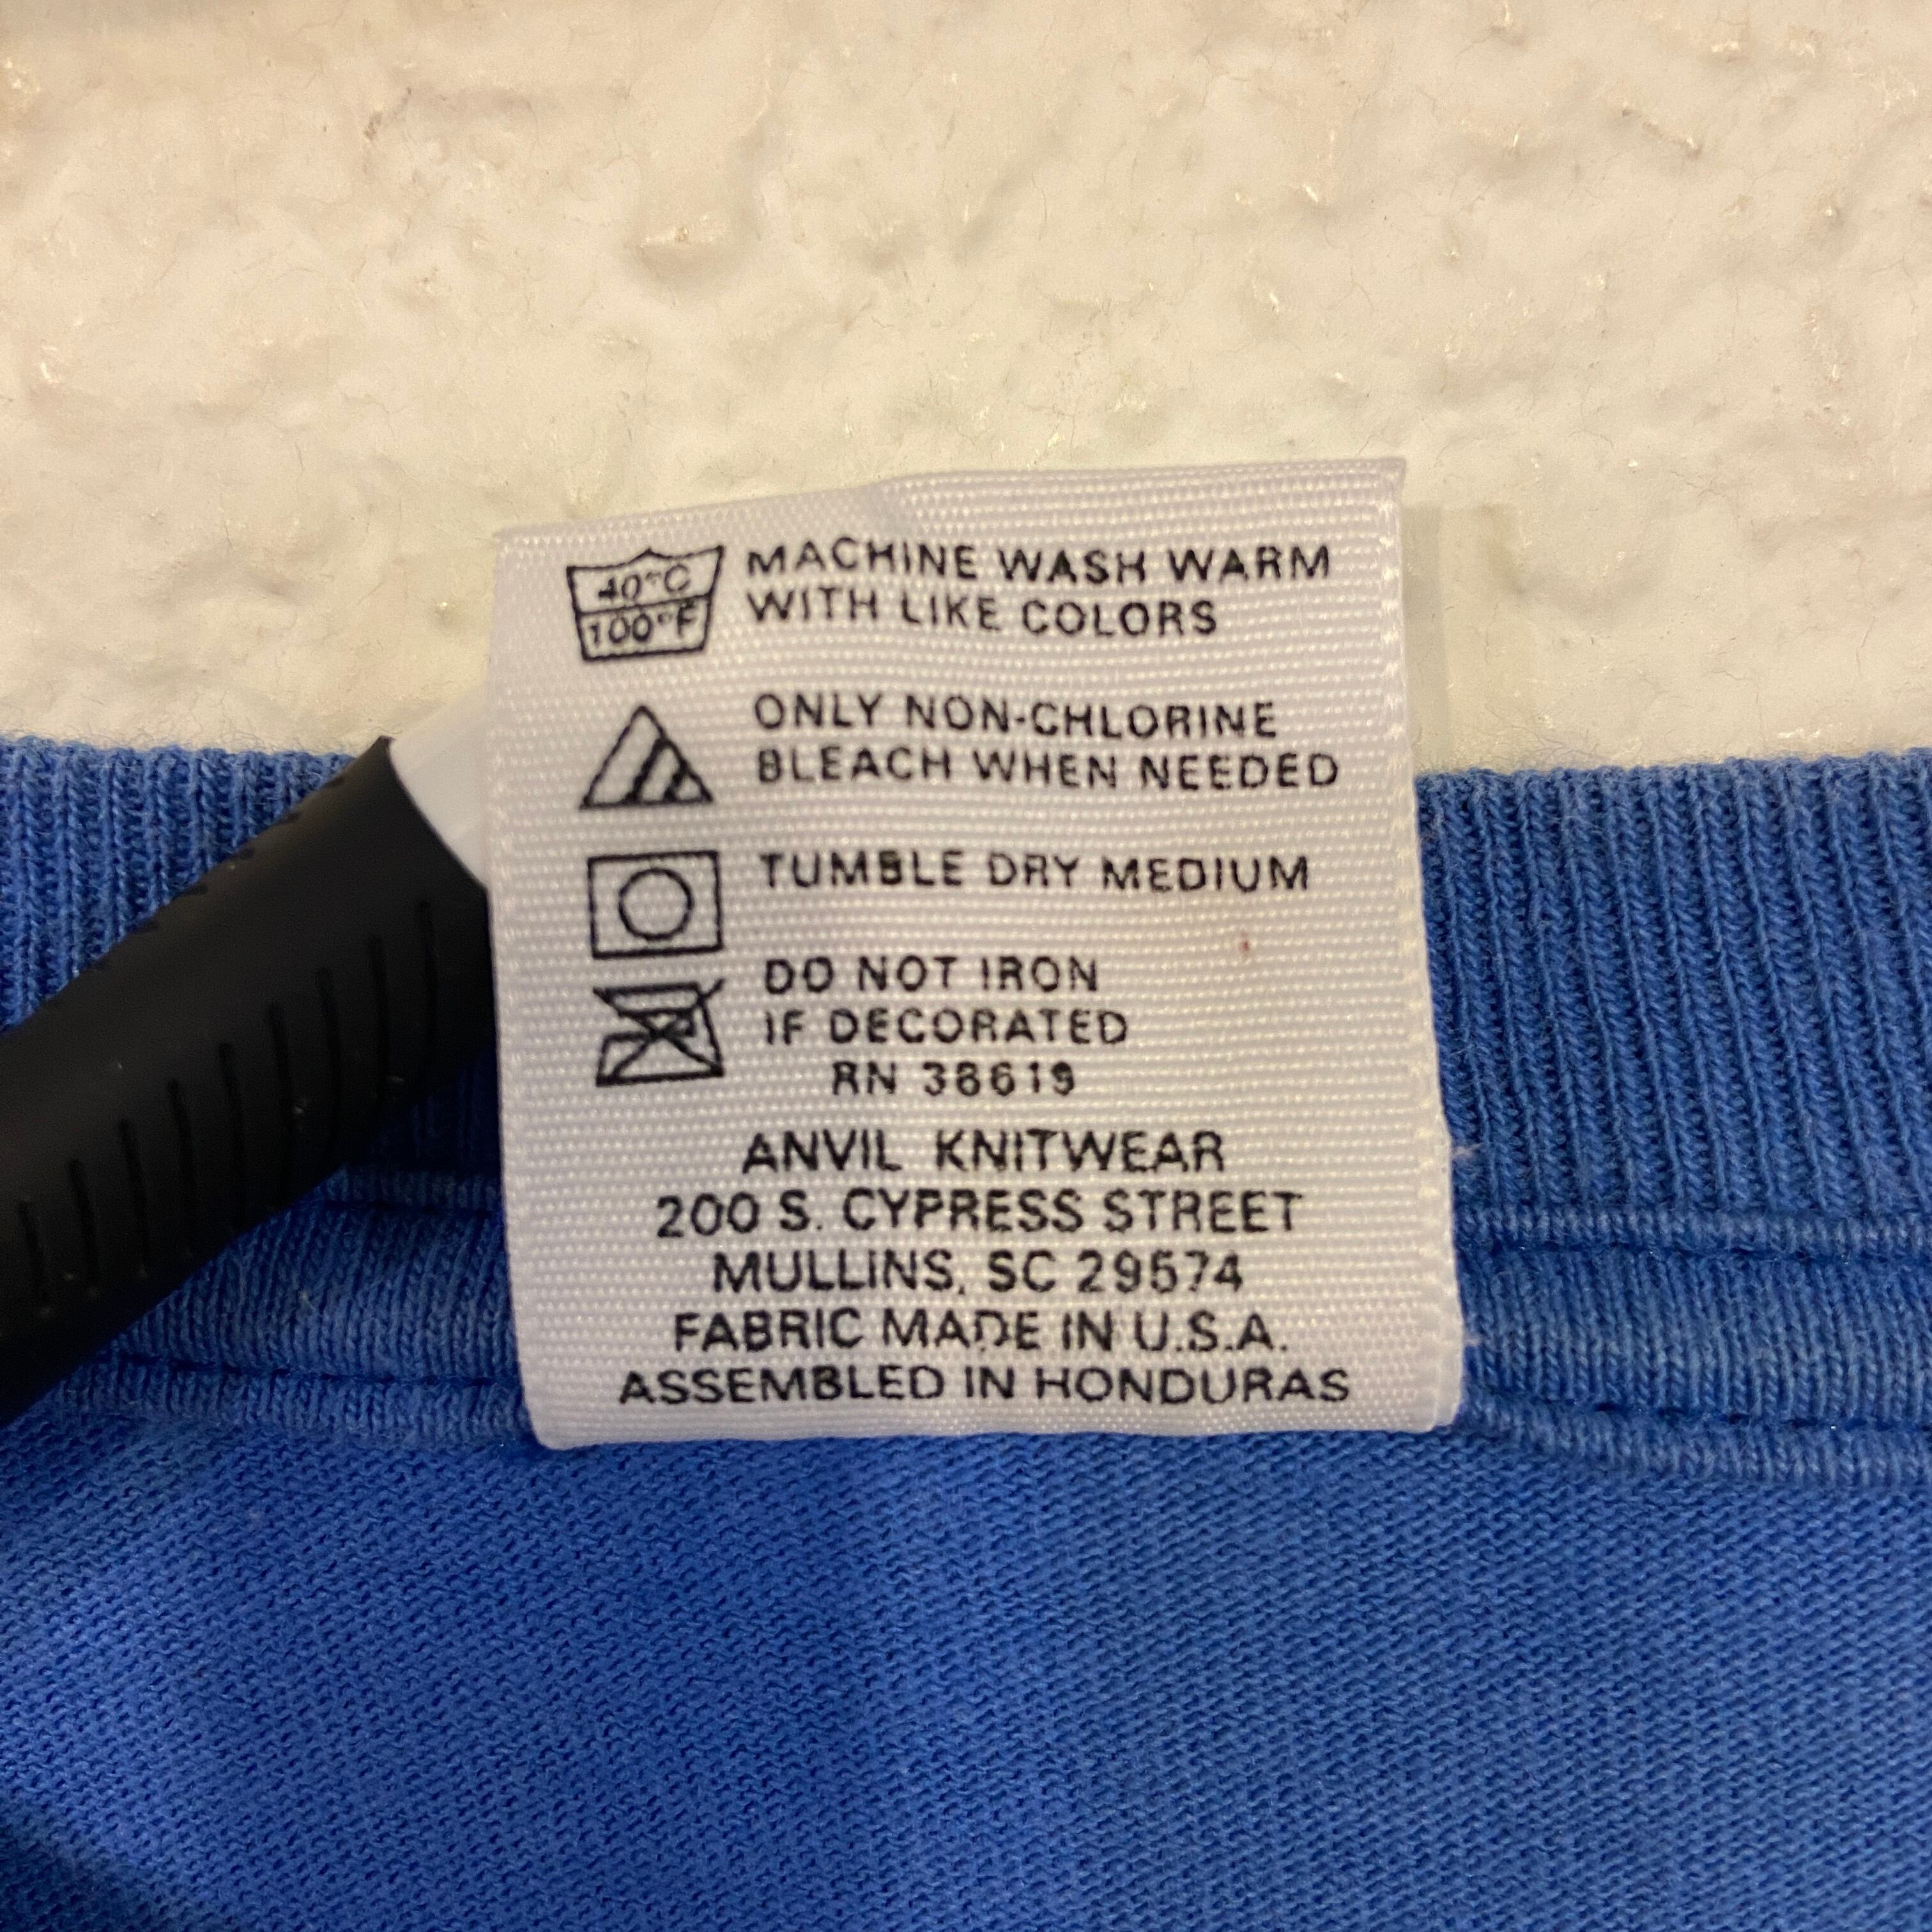 40°C
100°F
MACHINE WASH WARM
WITH LIKE COLORS
ONLY NON-CHLORINE
BLEACH WHEN NEEDED
TUMBLE DRY MEDIUM
DO NOT IRON
IF DECORATED
RN 38619
ANVIL KNITWEAR
200 S. CYPRESS STREET
MULLINS, SC 29574
FABRIC MADE IN U.S.A.
ASSEMBLED IN HONDURAS